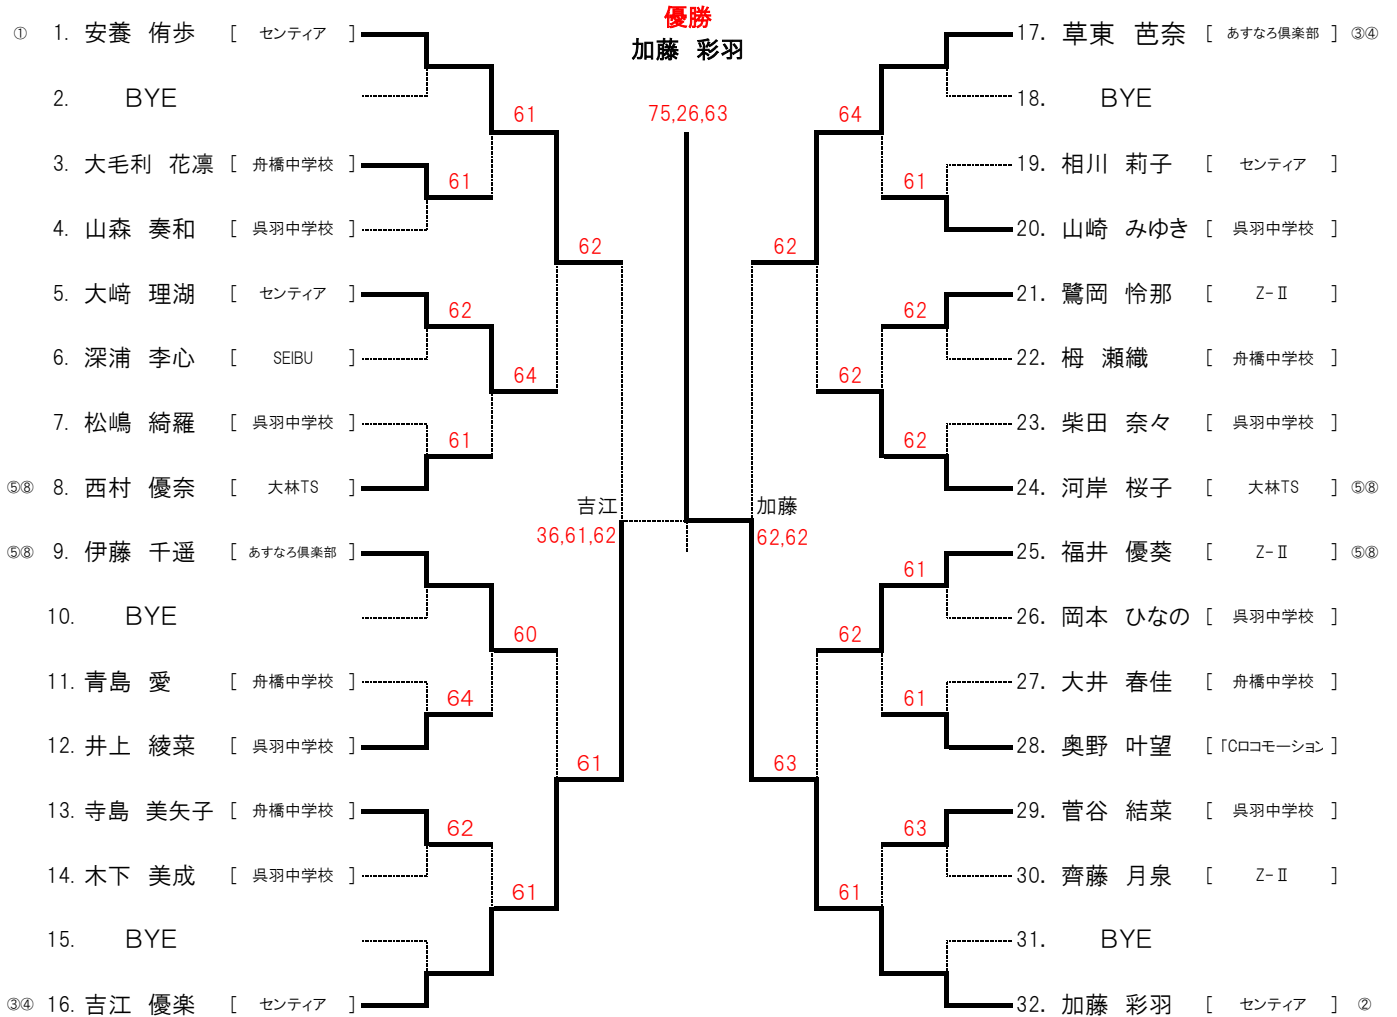 優勝
加藤 彩羽
75,26,63
① 1. 安養 侑歩 [ センティア ]
2. BYE
61
3. 大毛利 花凛 [ 舟橋中学校 ]
61
4. 山森 奏和 [ 呉羽中学校 ]
62
5. 大﨑 理湖 [ センティア ]
62
6. 深浦 李心 [ SEIBU ]
64
7. 松嶋 綺羅 [ 呉羽中学校 ]
61
⑤⑧ 8. 西村 優奈 [ 大林TS ]
吉江
36,61,62
⑤⑧ 9. 伊藤 千遥 [ あすなろ倶楽部 ]
10. BYE
60
11. 青島 愛 [ 舟橋中学校 ]
64
12. 井上 綾菜 [ 呉羽中学校 ]
61
13. 寺島 美矢子 [ 舟橋中学校 ]
62
14. 木下 美成 [ 呉羽中学校 ]
61
15. BYE
③④ 16. 吉江 優楽 [ センティア ]
17. 草東 芭奈 [ あすなろ倶楽部 ] ③④
18. BYE
64
19. 相川 莉子 [ センティア ]
61
20. 山崎 みゆき [ 呉羽中学校 ]
62
21. 鷺岡 怜那 [ Z-Ⅱ ]
62
22. 栂 瀬織 [ 舟橋中学校 ]
62
23. 柴田 奈々 [ 呉羽中学校 ]
62
24. 河岸 桜子 [ 大林TS ] ⑤⑧
加藤
62,62
25. 福井 優葵 [ Z-Ⅱ ] ⑤⑧
61
26. 岡本 ひなの [ 呉羽中学校 ]
62
27. 大井 春佳 [ 舟橋中学校 ]
61
28. 奥野 叶望 [ ｢Cロコモーション ]
63
29. 菅谷 結菜 [ 呉羽中学校 ]
63
30. 齊藤 月泉 [ Z-Ⅱ ]
61
31. BYE
32. 加藤 彩羽 [ センティア ] ②